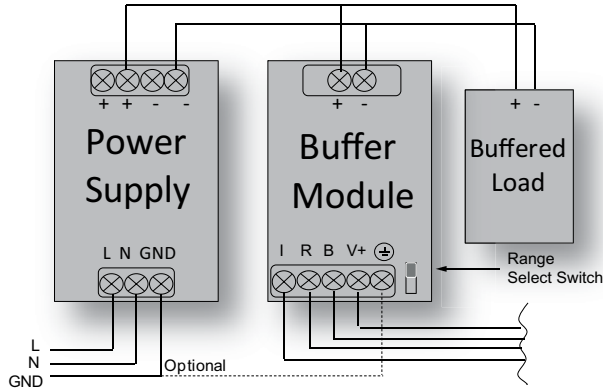 + + - -
+ -
+ -
Power
Supply
Buffer
Module
Buffered
Load
L N GND
I R B V+
Range
Select Switch
L
N
GND
Optional